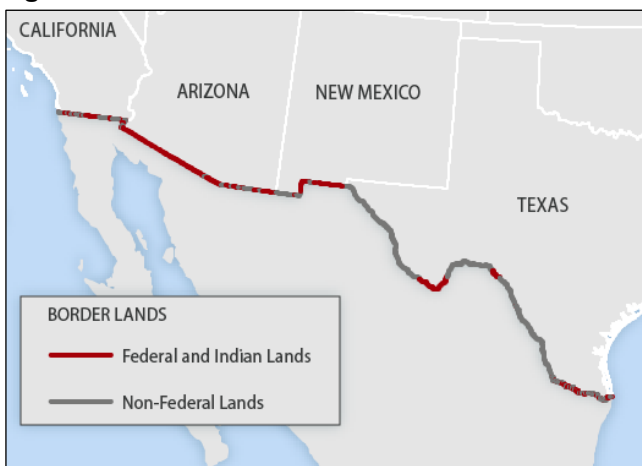 CALIFORNIA
ARIZONA
NEW MEXICO
TEXAS
BORDER LANDS
Federal and Indian Lands
Non-Federal Lands